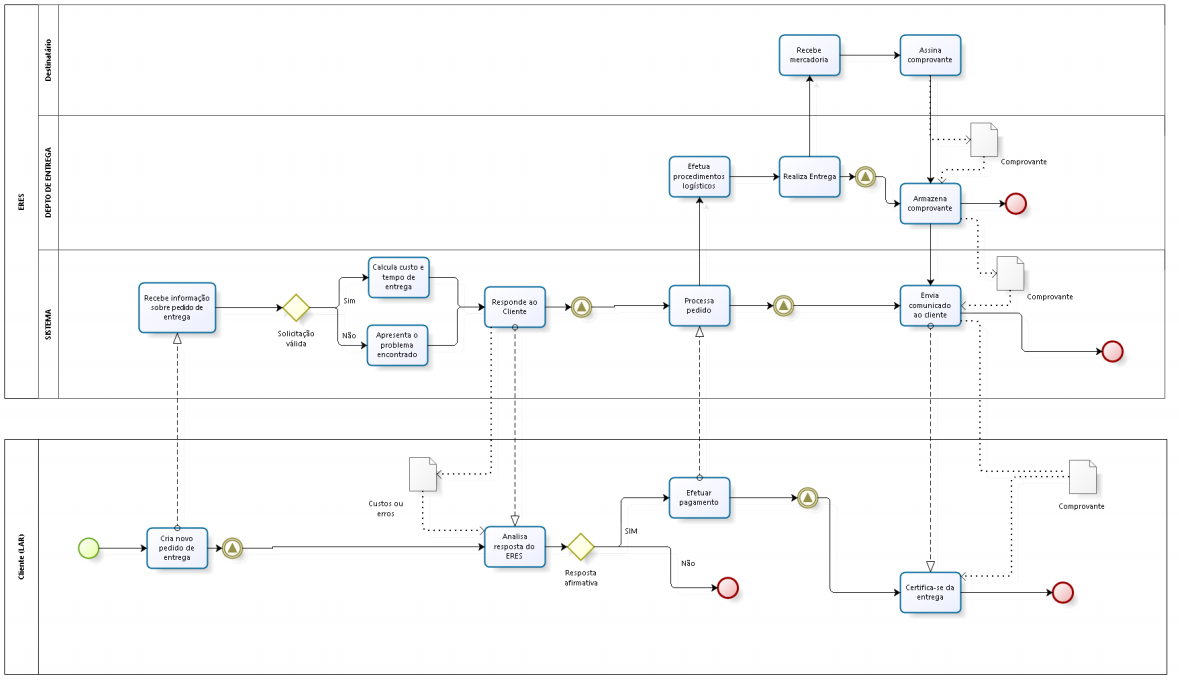 ERES
Destinatário
Recebe
mercadoria
Assina
comprovante
DEPTO DE ENTREGA
Efetua
procedimentos
logísticos
Realiza Entrega
Comprovante
Armazena
comprovante
SISTEMA
Recebe informação
sobre pedido de
entrega
Solicitação
válida
Sim
Não
Calcula custo e
tempo de
entrega
Apresenta o
problema
encontrado
Responde ao
Cliente
Processa
pedido
Envia
comunicado
ao cliente
Comprovante
Cliente (LAR)
Cria novo
pedido de
entrega
Custos ou
erros
Analisa
resposta do
ERES
Resposta
afirmativa
SIM
Não
Efetuar
pagamento
Comprovante
Certifica-se da
entrega